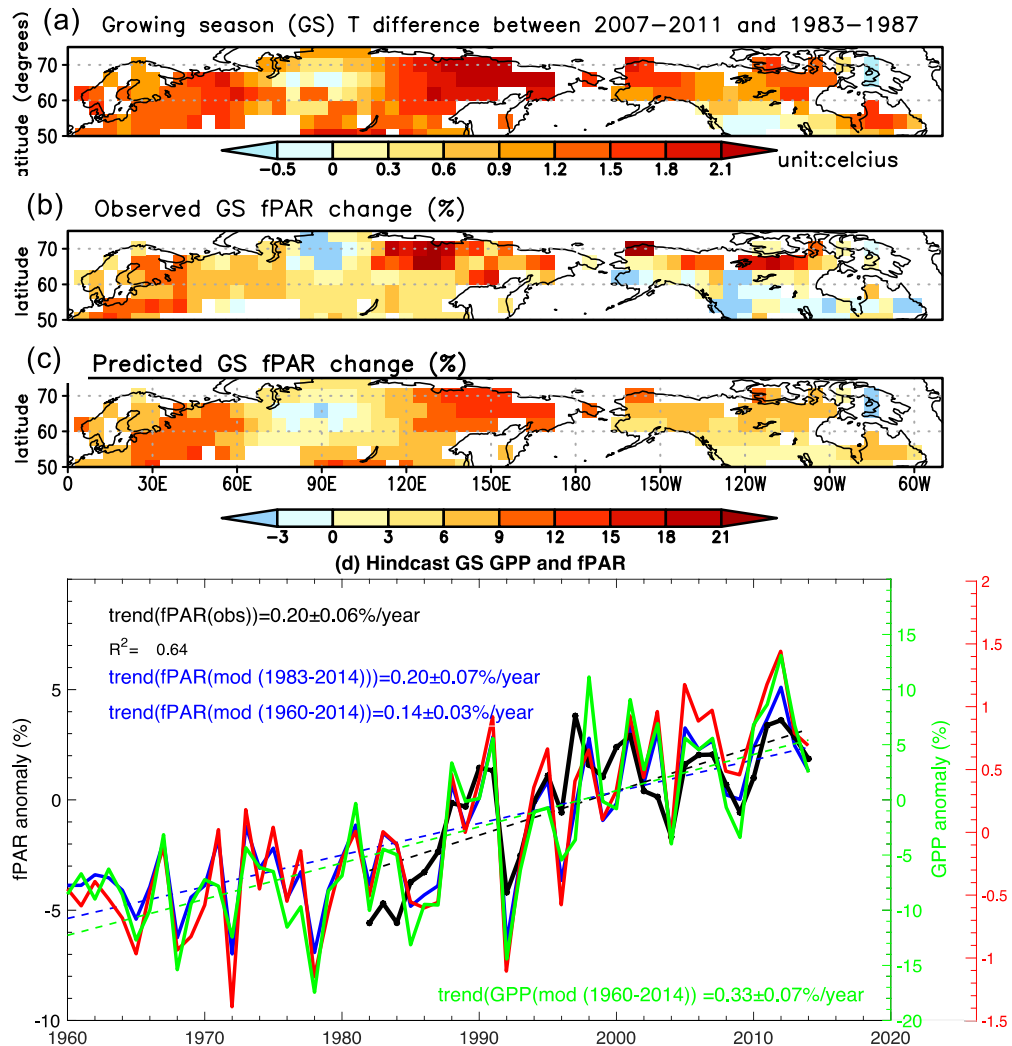 (a) Growing season (GS) T difference between 2007-2011 and 1983-1987
atitude (degrees)
70
60
50
-0.5 0 0.3 0.6 0.9 1.2 1.5 1.8 2.1 unit:celcius
(b) Observed GS fPAR change (%)
latitude
70
60
50
(c) Predicted GS fPAR change (%)
latitude
70
60
50
0 30E 60E 90E 120E 150E 180 150W 120W 90W 60W
-3 0 3 6 9 12 15 18 21
(d) Hindcast GS GPP and fPAR
trend(fPAR(obs))=0.20±0.06%/year
R²= 0.64
trend(fPAR(mod (1983-2014)))=0.20±0.07%/year
trend(fPAR(mod (1960-2014))=0.14±0.03%/year
fPAR anomaly (%)
5
0
-5
-10
GPP anomaly (%)
15
10
5
0
-5
-10
-15
-20
2
1.5
1
0.5
0
-0.5
-1
-1.5
trend(GPP(mod (1960-2014)) =0.33±0.07%/year
1960 1970 1980 1990 2000 2010 2020